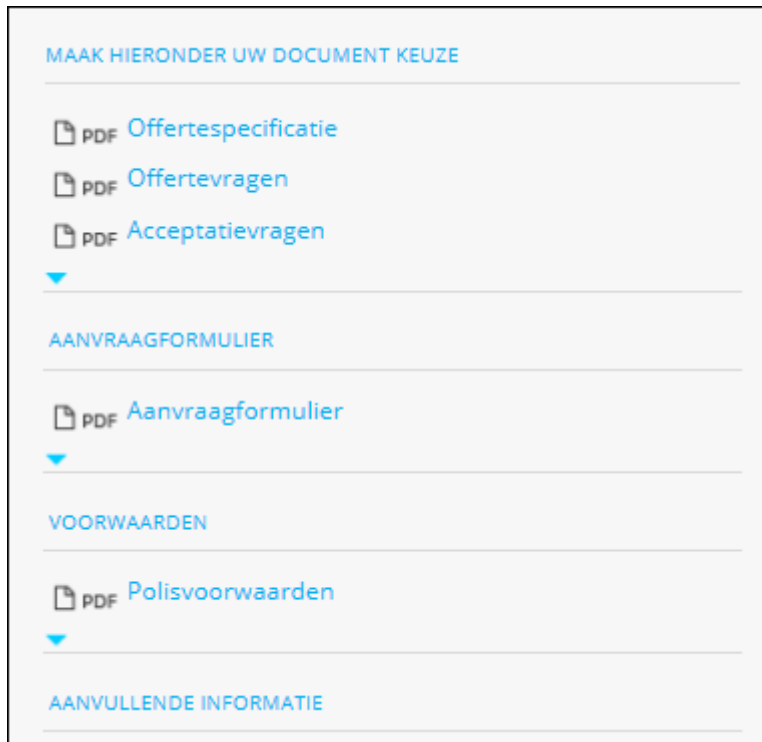 MAAK HIERONDER UW DOCUMENT KEUZE
PDF Offertespecificatie
PDF Offertevragen
PDF Acceptatievragen
AANVRAAGFORMULIER
PDF Aanvraagformulier
VOORWAARDEN
PDF Polisvoorwaarden
AANVULLENDE INFORMATIE